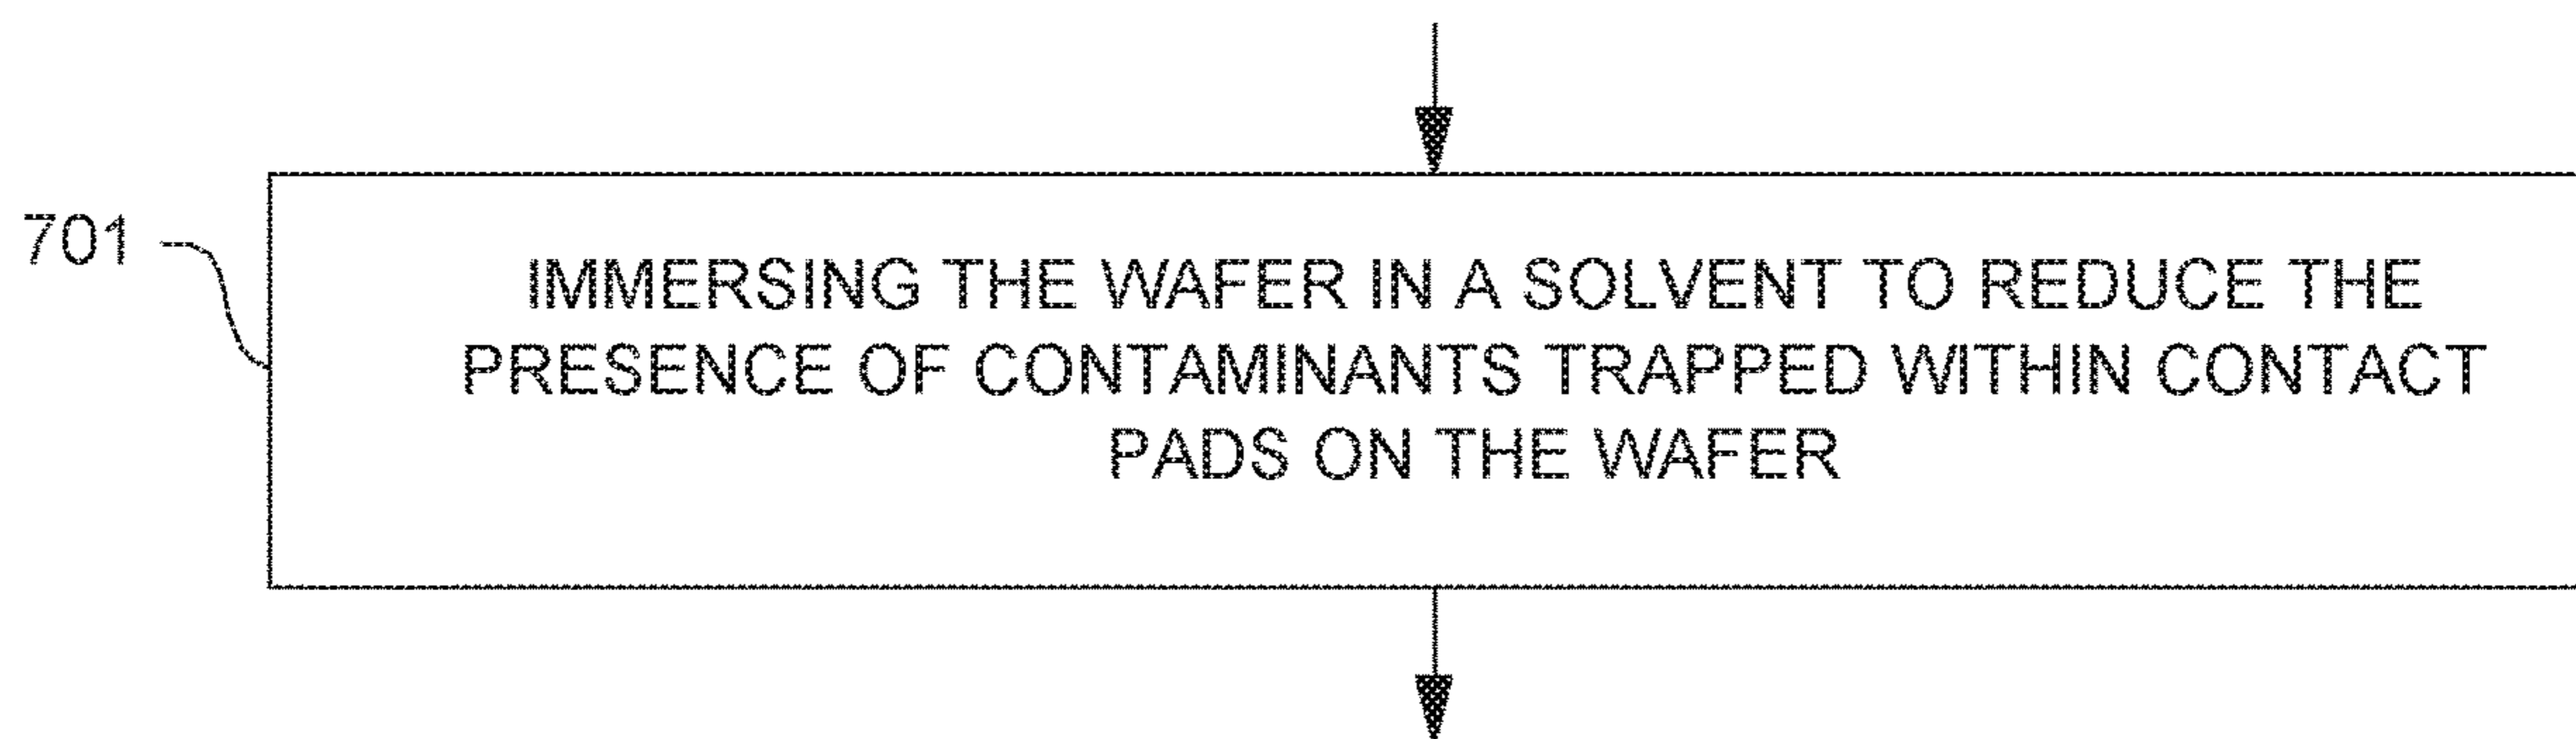 701
IMMERSING THE WAFER IN A SOLVENT TO REDUCE THE
PRESENCE OF CONTAMINANTS TRAPPED WITHIN CONTACT
PADS ON THE WAFER